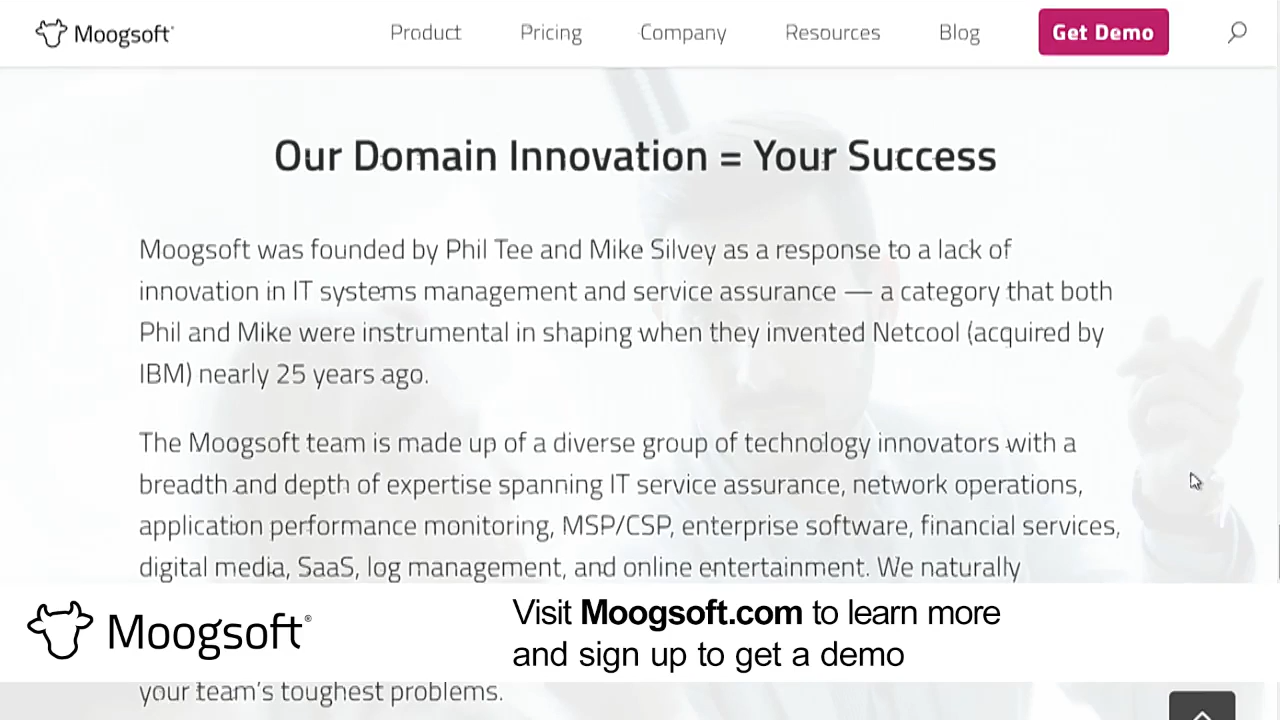 Moogsoft®
Product Pricing Company Resources Blog Get Demo
Our Domain Innovation = Your Success
Moogsoft was founded by Phil Tee and Mike Silvey as a response to a lack of
innovation in IT systems management and service assurance — a category that both
Phil and Mike were instrumental in shaping when they invented Netcool (acquired by
IBM) nearly 25 years ago.
The Moogsoft team is made up of a diverse group of technology innovators with a
breadth and depth of expertise spanning IT service assurance, network operations,
application performance monitoring, MSP/CSP, enterprise software, financial services,
digital media, SaaS, log management, and online entertainment. We naturally
Moogsoft®
Visit Moogsoft.com to learn more
and sign up to get a demo
your team's toughest problems.